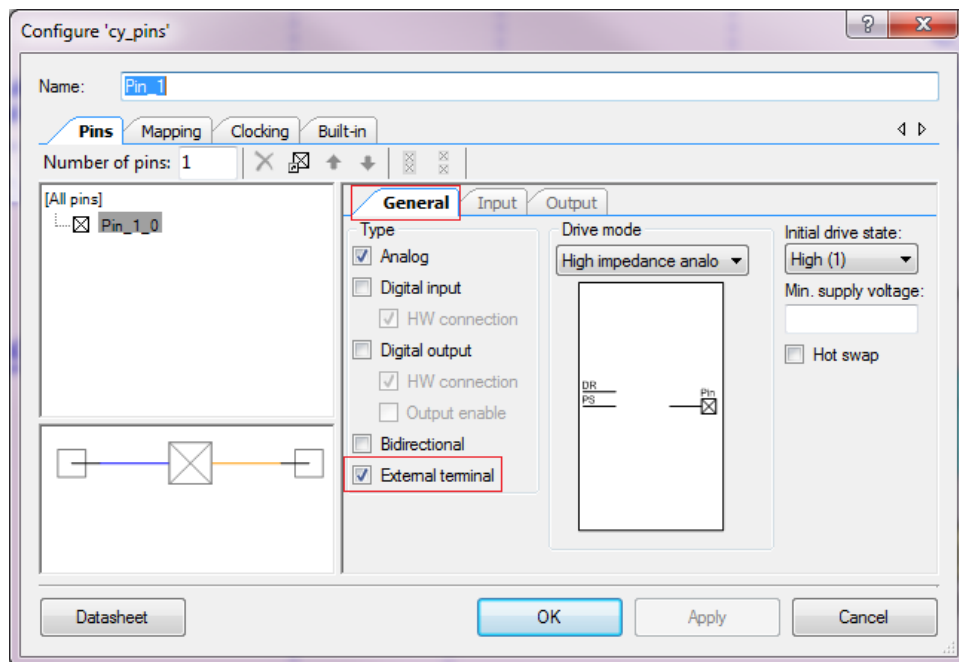 Configure 'cy_pins'
Name: Pin_1
Pins Mapping Clocking Built-in
Number of pins: 1
[All pins]
Pin_1_0
General Input Output
Type
Analog
Digital input
HW connection
Digital output
HW connection
Output enable
Bidirectional
External terminal
Drive mode
High impedance analo
DR
PS
Pin
Initial drive state:
High (1)
Min. supply voltage:
Hot swap
Datasheet OK Apply Cancel